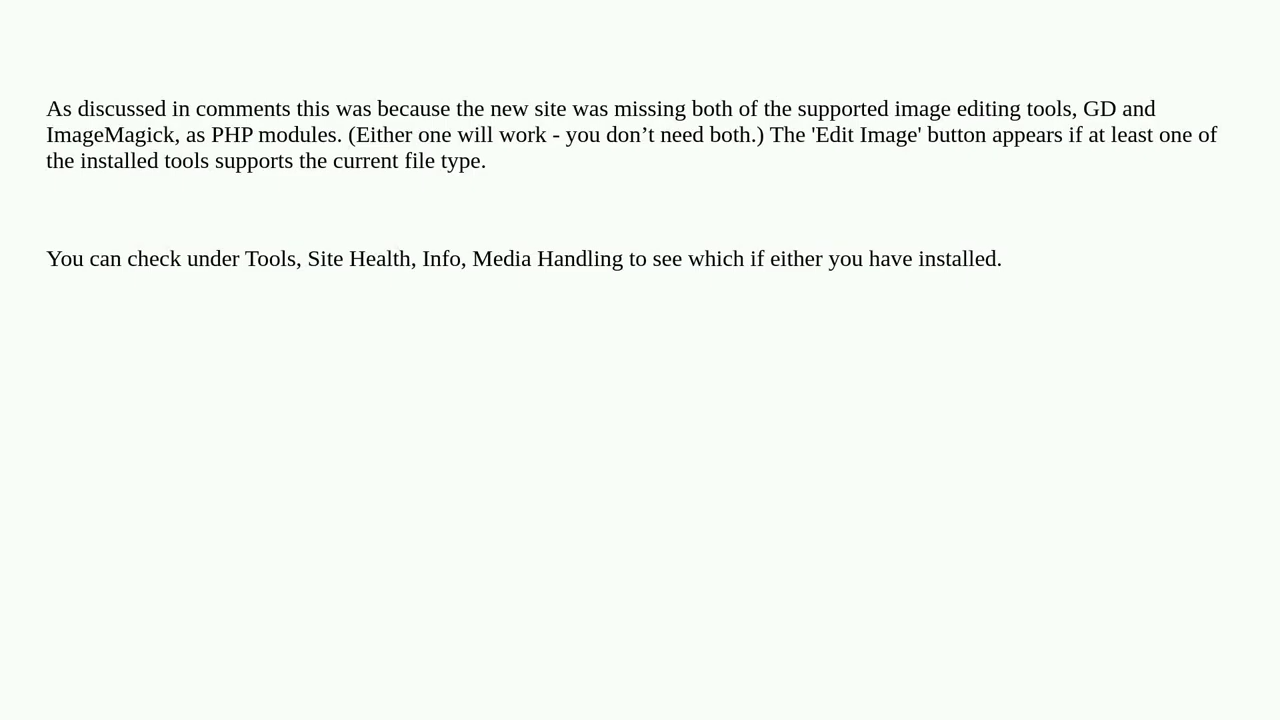 As discussed in comments this was because the new site was missing both of the supported image editing tools, GD and
ImageMagick, as PHP modules. (Either one will work - you don’t need both.) The 'Edit Image' button appears if at least one of
the installed tools supports the current file type.
You can check under Tools, Site Health, Info, Media Handling to see which if either you have installed.